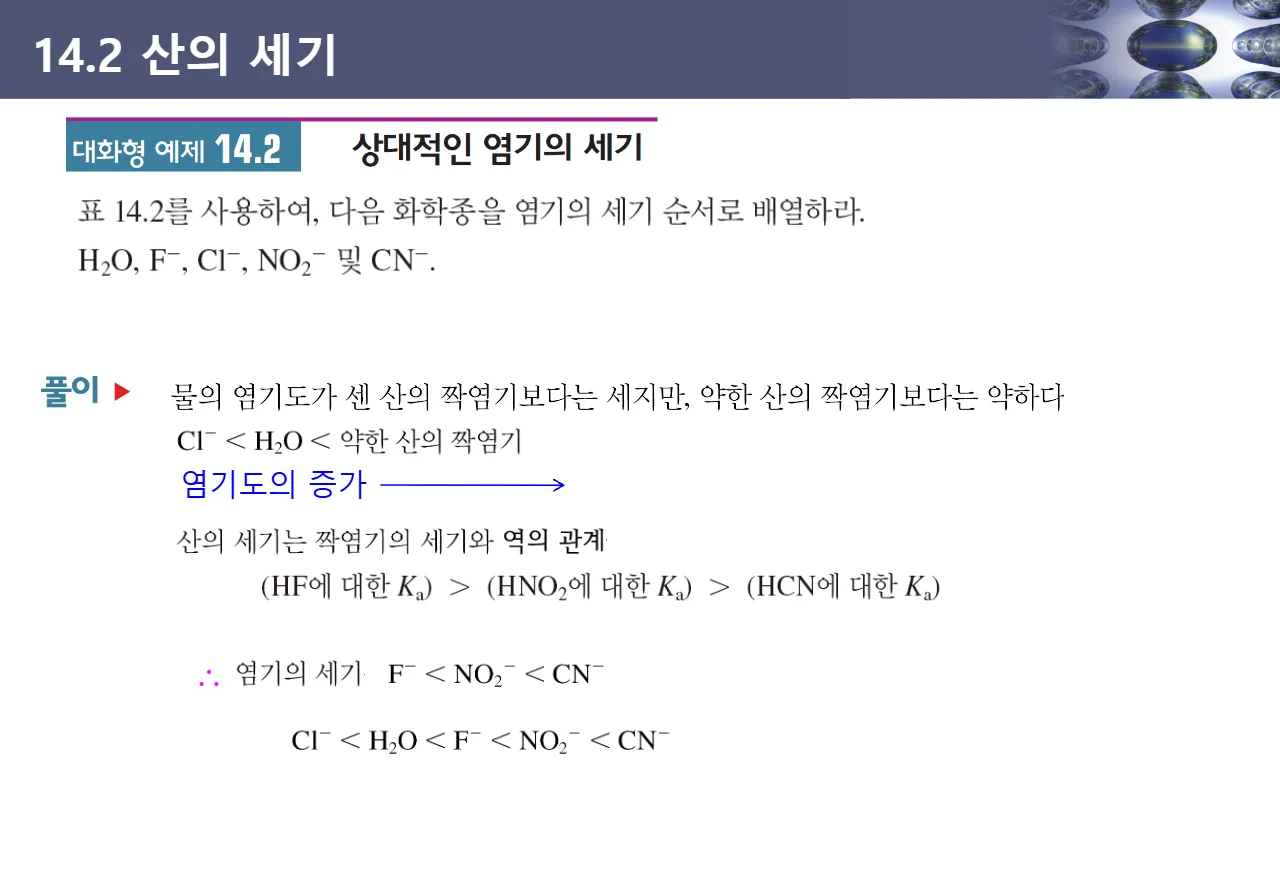 14.2 산의 세기
대화형 예제 14.2 상대적인 염기의 세기
표 14.2를 사용하여, 다음 화학종을 염기의 세기 순서로 배열하라.
H₂O, F⁻, Cl⁻, NO₂⁻ 및 CN⁻.
풀이 ▶ 물의 염기도가 센 산의 짝염기보다는 세지만, 약한 산의 짝염기보다는 약하다
Cl⁻ < H₂O < 약한 산의 짝염기
염기도의 증가 →
산의 세기는 짝염기의 세기와 역의 관계
(HF에 대한 Kₐ) > (HNO₂에 대한 Kₐ) > (HCN에 대한 Kₐ)
∴ 염기의 세기 F⁻ < NO₂⁻ < CN⁻
Cl⁻ < H₂O < F⁻ < NO₂⁻ < CN⁻